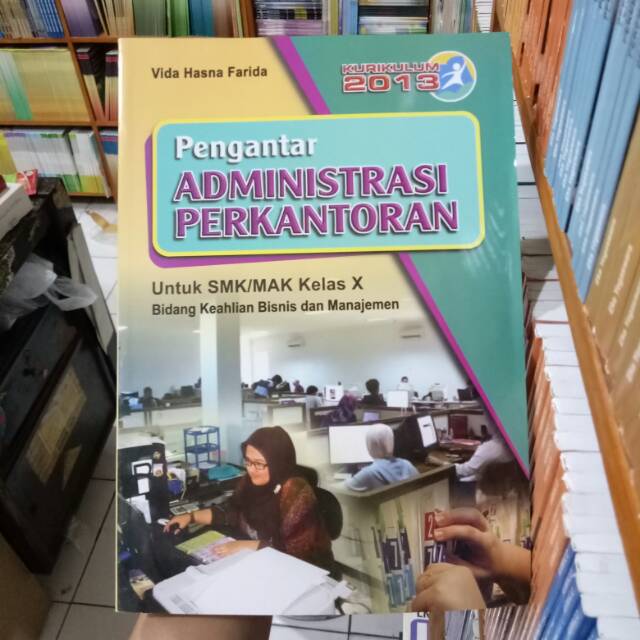 Vida Hasna Farida
KURIKULUM
2013
Pengantar
ADMINISTRASI
PERKANTORAN
Untuk SMK/MAK Kelas X
Bidang Keahlian Bisnis dan Manajemen